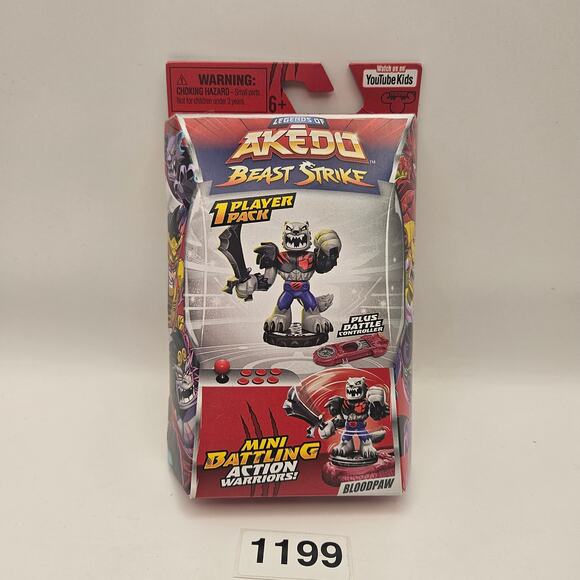 WARNING:
CHOKING HAZARD – Small parts
Not for children under 3 years.
6+
Watch us on
YouTube Kids
LEGENDS OF
AKEDO™
BEAST STRIKE
1 PLAYER
PACK
PLUS
BATTLE
CONTROLLER
MINI
BATTLING
ACTION
WARRIORS!
BLOODPAW
1199